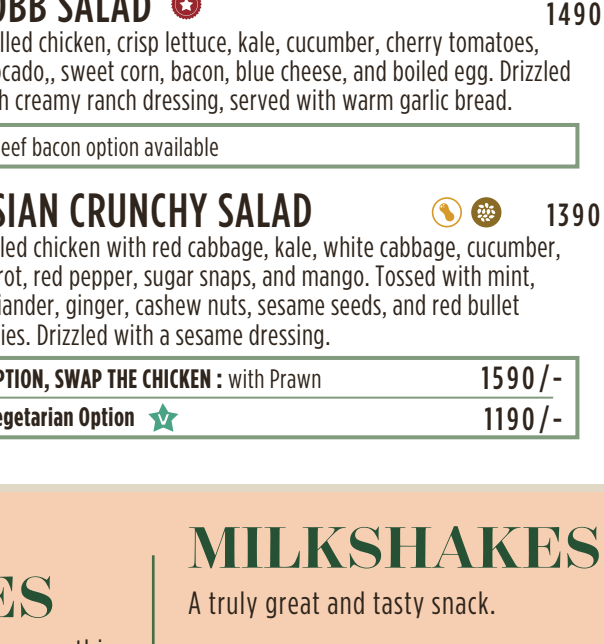 OBB SALAD 1490
lled chicken, crisp lettuce, kale, cucumber, cherry tomatoes,
ocado,, sweet corn, bacon, blue cheese, and boiled egg. Drizzled
h creamy ranch dressing, served with warm garlic bread.
eef bacon option available
SIAN CRUNCHY SALAD 1390
led chicken with red cabbage, kale, white cabbage, cucumber,
rot, red pepper, sugar snaps, and mango. Tossed with mint,
iander, ginger, cashew nuts, sesame seeds, and red bullet
ies. Drizzled with a sesame dressing.
PTION, SWAP THE CHICKEN : with Prawn 1590/-
egetarian Option V 1190/-
MILKSHAKES
A truly great and tasty snack.
ES